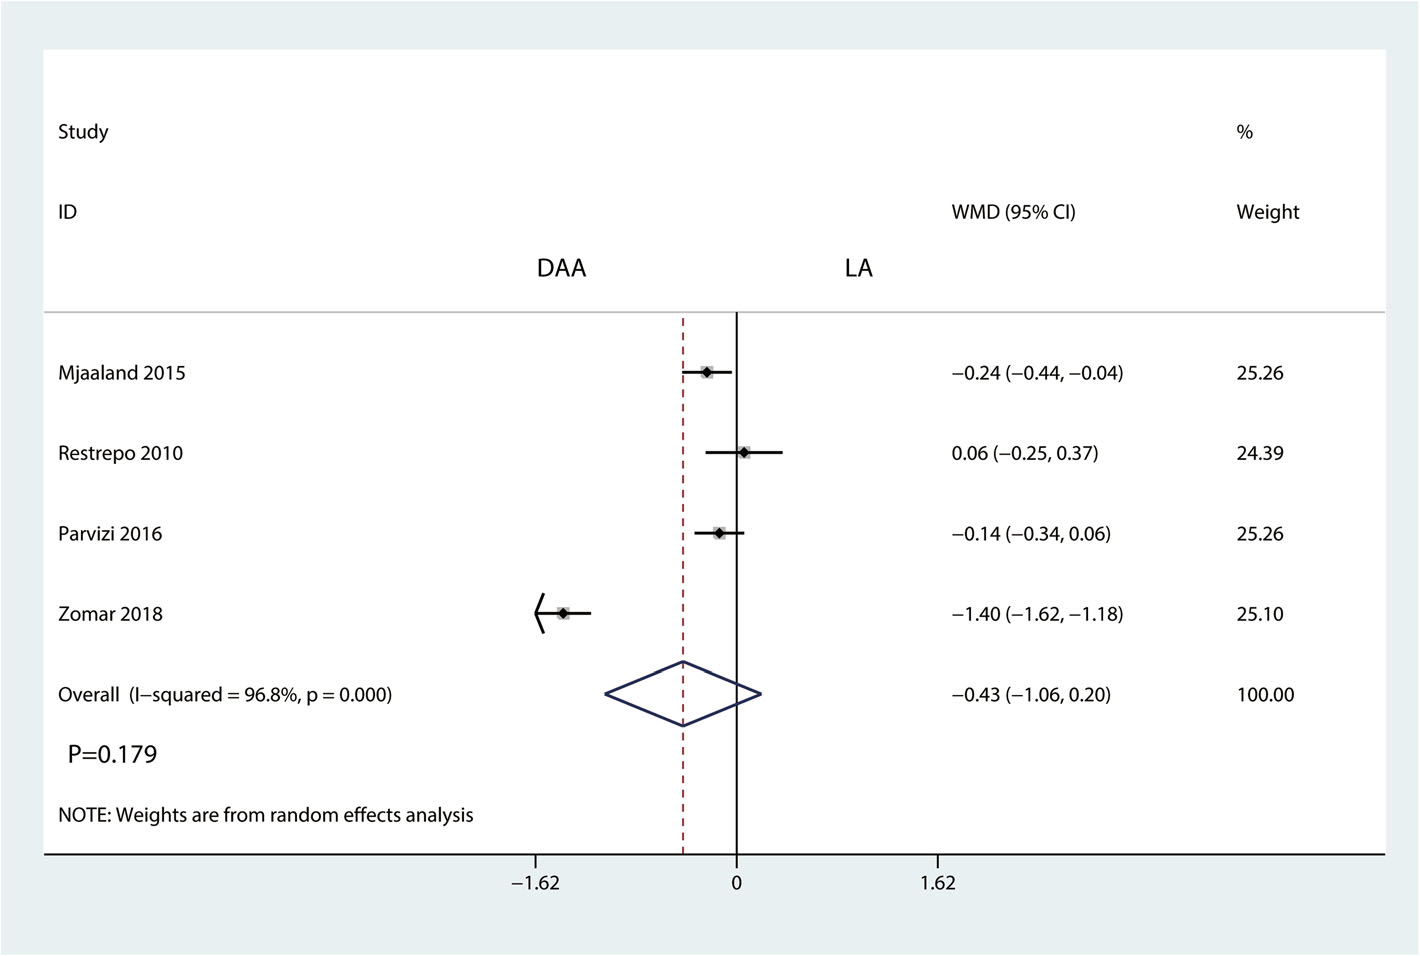 Study %
ID WMD (95% CI) Weight
DAA LA
Mjaaland 2015 −0.24 (−0.44, −0.04) 25.26
Restrepo 2010 0.06 (−0.25, 0.37) 24.39
Parvizi 2016 −0.14 (−0.34, 0.06) 25.26
Zomar 2018 −1.40 (−1.62, −1.18) 25.10
Overall (I−squared = 96.8%, p = 0.000) −0.43 (−1.06, 0.20) 100.00
P=0.179
NOTE: Weights are from random effects analysis
−1.62 0 1.62